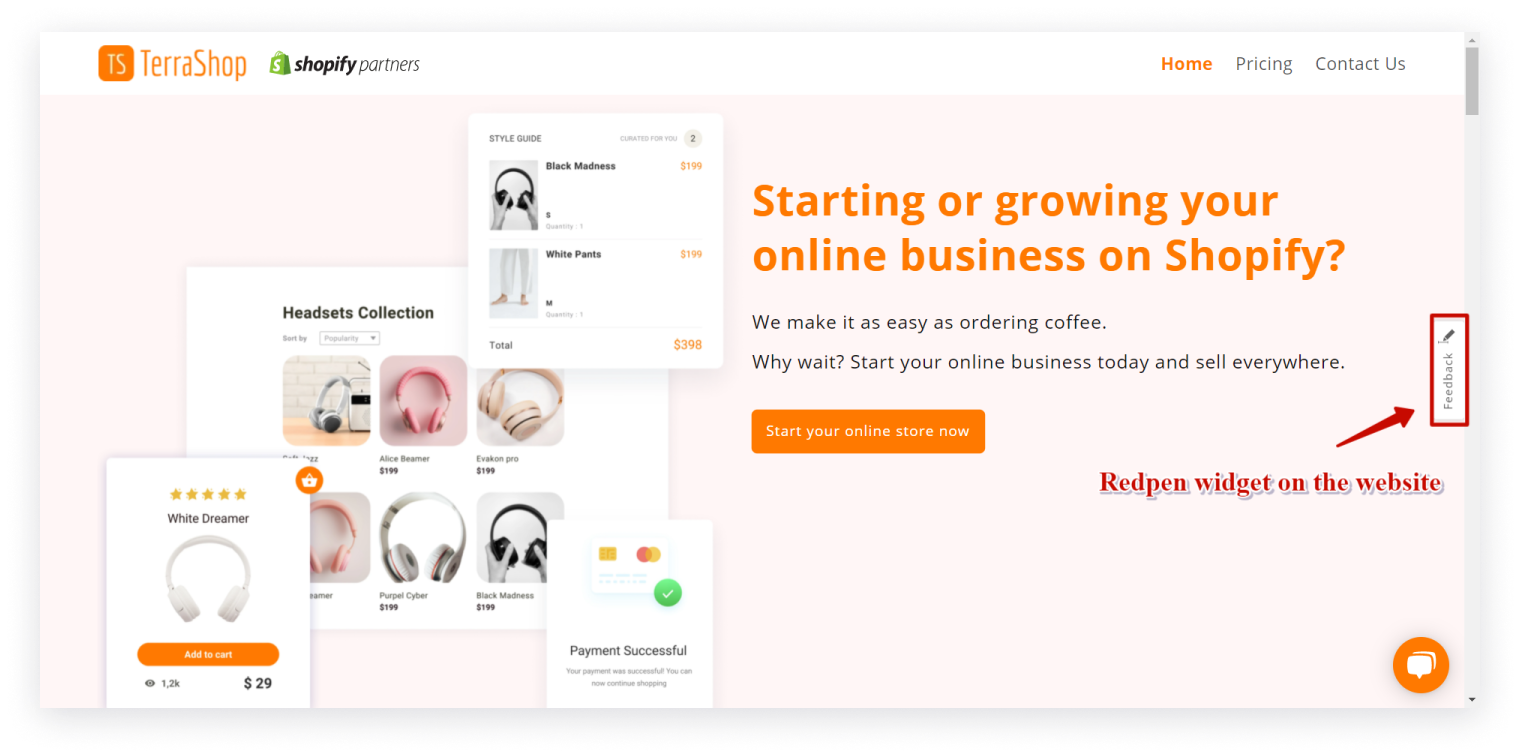 TS TerraShop
shopify partners
Home Pricing Contact Us
STYLE GUIDE CURATED FOR YOU 2
Black Madness $199
S
Quantity : 1
White Pants $199
M
Quantity : 1
Total $398
Starting or growing your
online business on Shopify?
We make it as easy as ordering coffee.
Why wait? Start your online business today and sell everywhere.
Start your online store now
Feedback
Redpen widget on the website
Headsets Collection
Sort by Popularity
Alice Beamer
$199
Evakon pro
$199
Purpel Cyber
$199
Black Madness
$199
White Dreamer
Add to cart
1,2k $ 29
Payment Successful
Your payment was successful! You can
now continue shopping